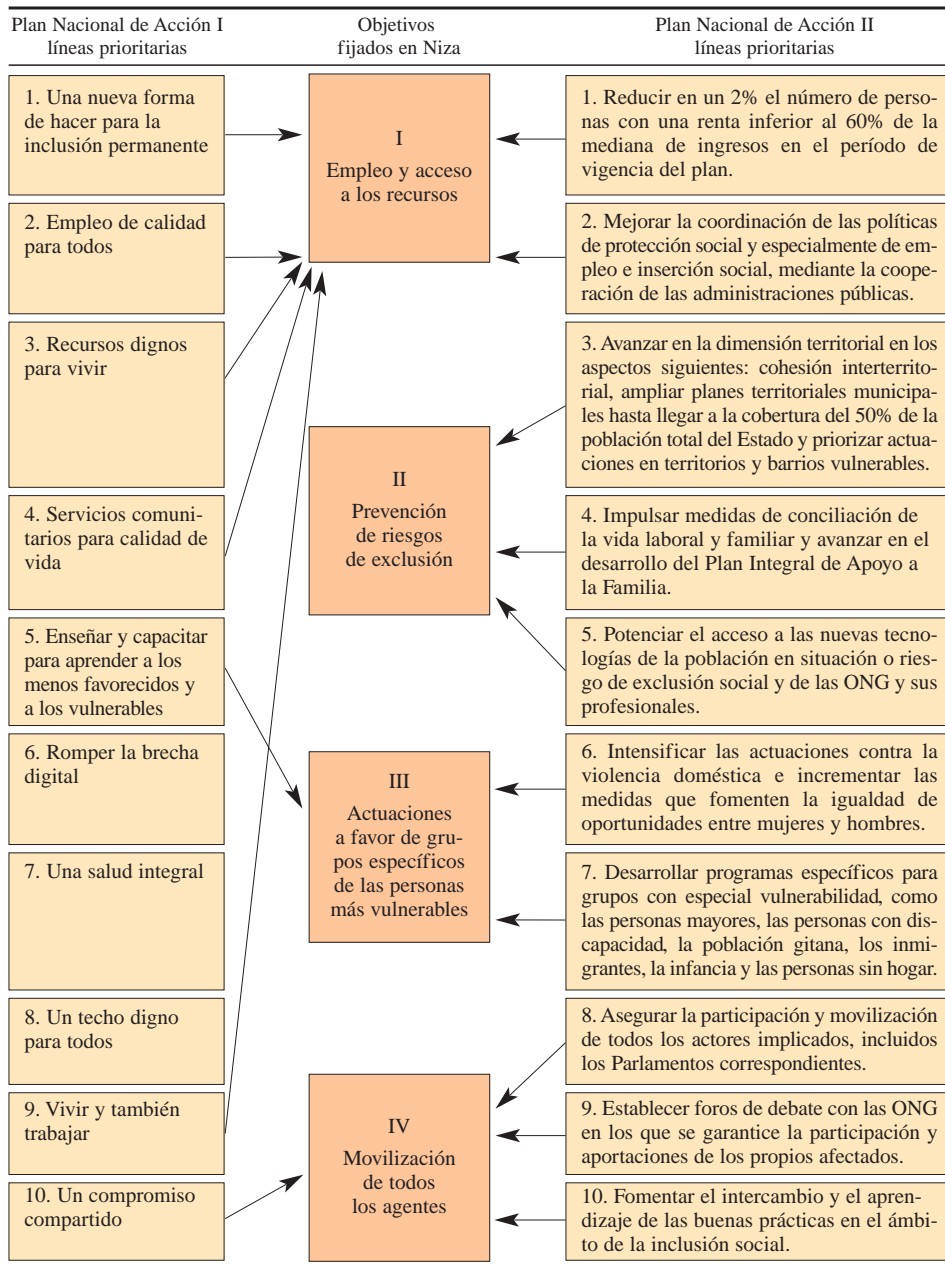 Plan Nacional de Acción I
líneas prioritarias
Objetivos
fijados en Niza
Plan Nacional de Acción II
líneas prioritarias
1. Una nueva forma
de hacer para la
inclusión permanente
2. Empleo de calidad
para todos
3. Recursos dignos
para vivir
4. Servicios comuni-
tarios para calidad de
vida
5. Enseñar y capacitar
para aprender a los
menos favorecidos y
a los vulnerables
6. Romper la brecha
digital
7. Una salud integral
8. Un techo digno
para todos
9. Vivir y también
trabajar
10. Un compromiso
compartido
I
Empleo y acceso
a los recursos
II
Prevención
de riesgos
de exclusión
III
Actuaciones
a favor de gru-
pos específicos
de las personas
más vulnerables
IV
Movilización
de todos
los agentes
1. Reducir en un 2% el número de perso-
nas con una renta inferior al 60% de la
mediana de ingresos en el período de
vigencia del plan.
2. Mejorar la coordinación de las políticas
de protección social y especialmente de em-
pleo e inserción social, mediante la coope-
ración de las administraciones públicas.
3. Avanzar en la dimensión territorial en los
aspectos siguientes: cohesión interterrito-
rial, ampliar planes territoriales municipa-
les hasta llegar a la cobertura del 50% de la
población total del Estado y priorizar actua-
ciones en territorios y barrios vulnerables.
4. Impulsar medidas de conciliación de
la vida laboral y familiar y avanzar en el
desarrollo del Plan Integral de Apoyo a
la Familia.
5. Potenciar el acceso a las nuevas tecno-
logías de la población en situación o ries-
go de exclusión social y de las ONG y sus
profesionales.
6. Intensificar las actuaciones contra la
violencia doméstica e incrementar las
medidas que fomenten la igualdad de
oportunidades entre mujeres y hombres.
7. Desarrollar programas específicos para
grupos con especial vulnerabilidad, como
las personas mayores, las personas con dis-
capacidad, la población gitana, los inmi-
grantes, la infancia y las personas sin hogar.
8. Asegurar la participación y movilización
de todos los actores implicados, incluidos
los Parlamentos correspondientes.
9. Establecer foros de debate con las ONG
en los que se garantice la participación y
aportaciones de los propios afectados.
10. Fomentar el intercambio y el apren-
dizaje de las buenas prácticas en el ámbi-
to de la inclusión social.